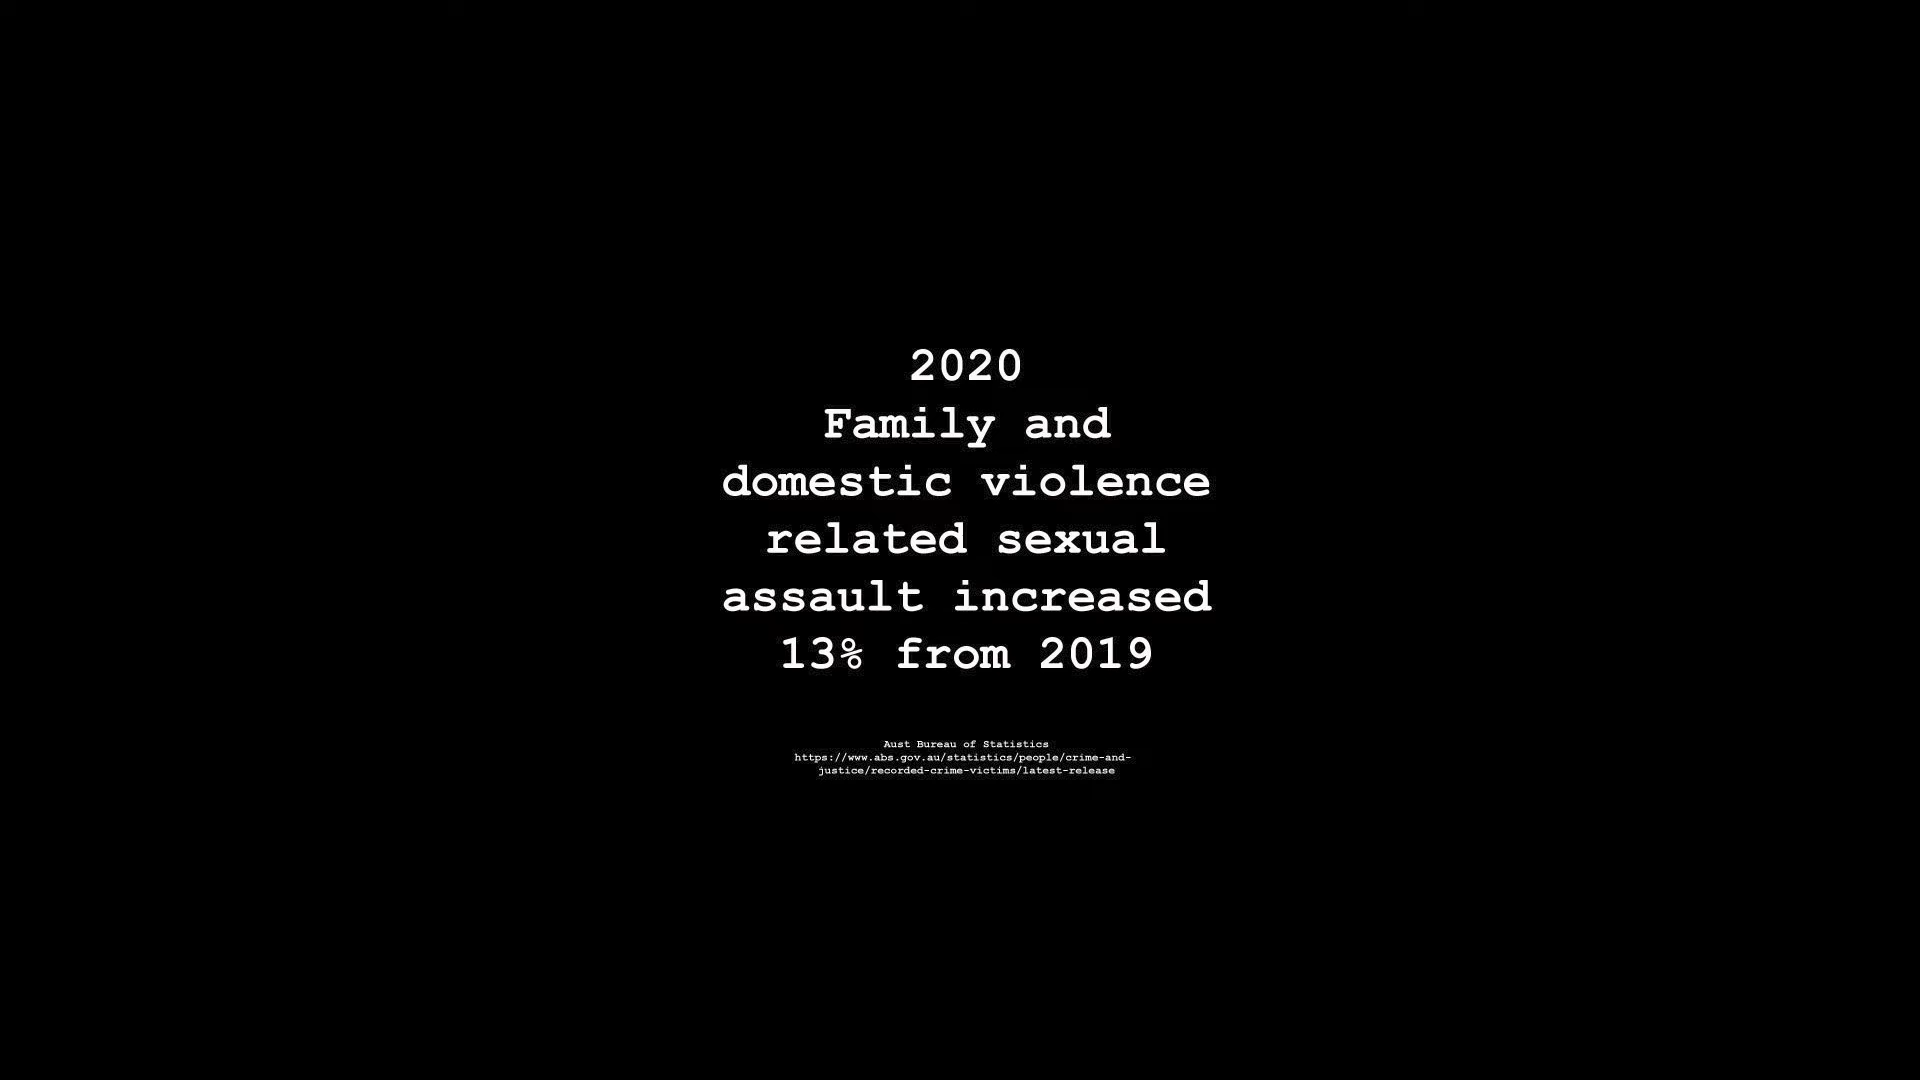 2020
Family and
domestic violence
related sexual
assault increased
13% from 2019
Aust Bureau of Statistics
https://www.abs.gov.au/statistics/people/crime-and-
justice/recorded-crime-victims/latest-release